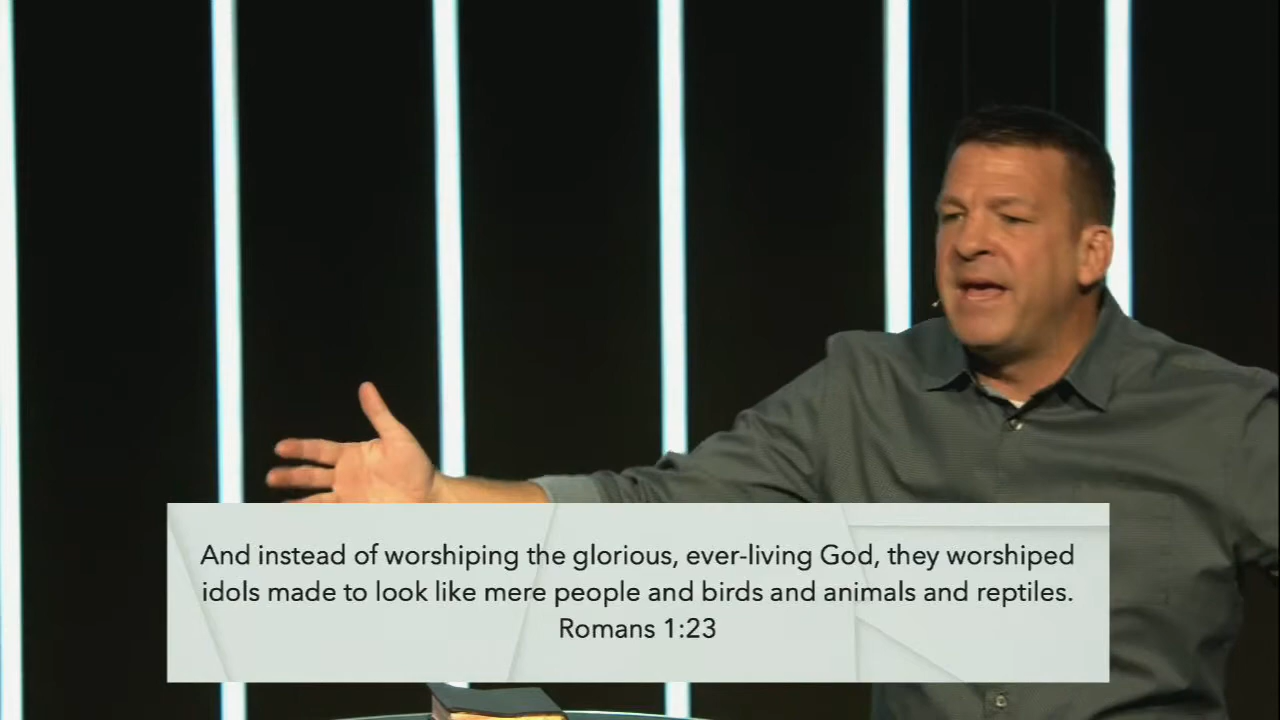 And instead of worshiping the glorious, ever-living God, they worshiped
idols made to look like mere people and birds and animals and reptiles.
Romans 1:23